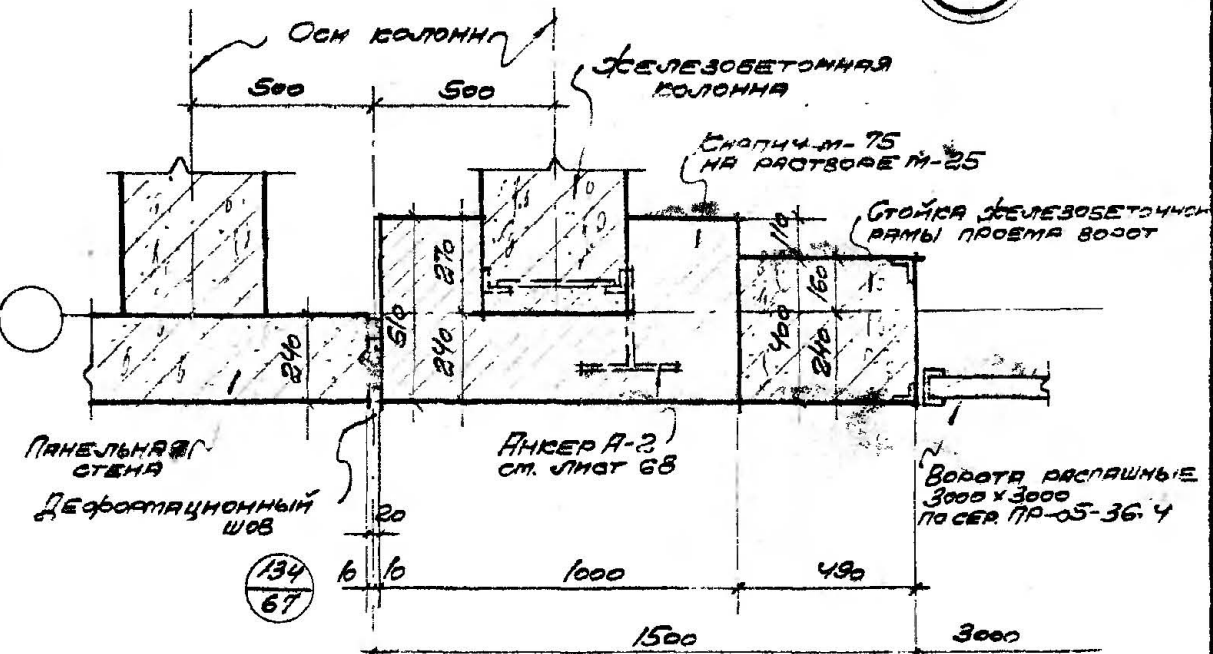 Оси колонн
500
500
Железобетонная
колонна
Кирпич М-75
на растворе М-25
Стойка железобетонной
рамы проема ворот
110
270
160
510
400
240
240
240
Панельная
стена
Анкер А-2
см. лист 68
Ворота распашные
3000 x 3000
по сер. ПР-05-36.4
Деформационный
шов
20
134
67
10
10
1000
490
1500
3000